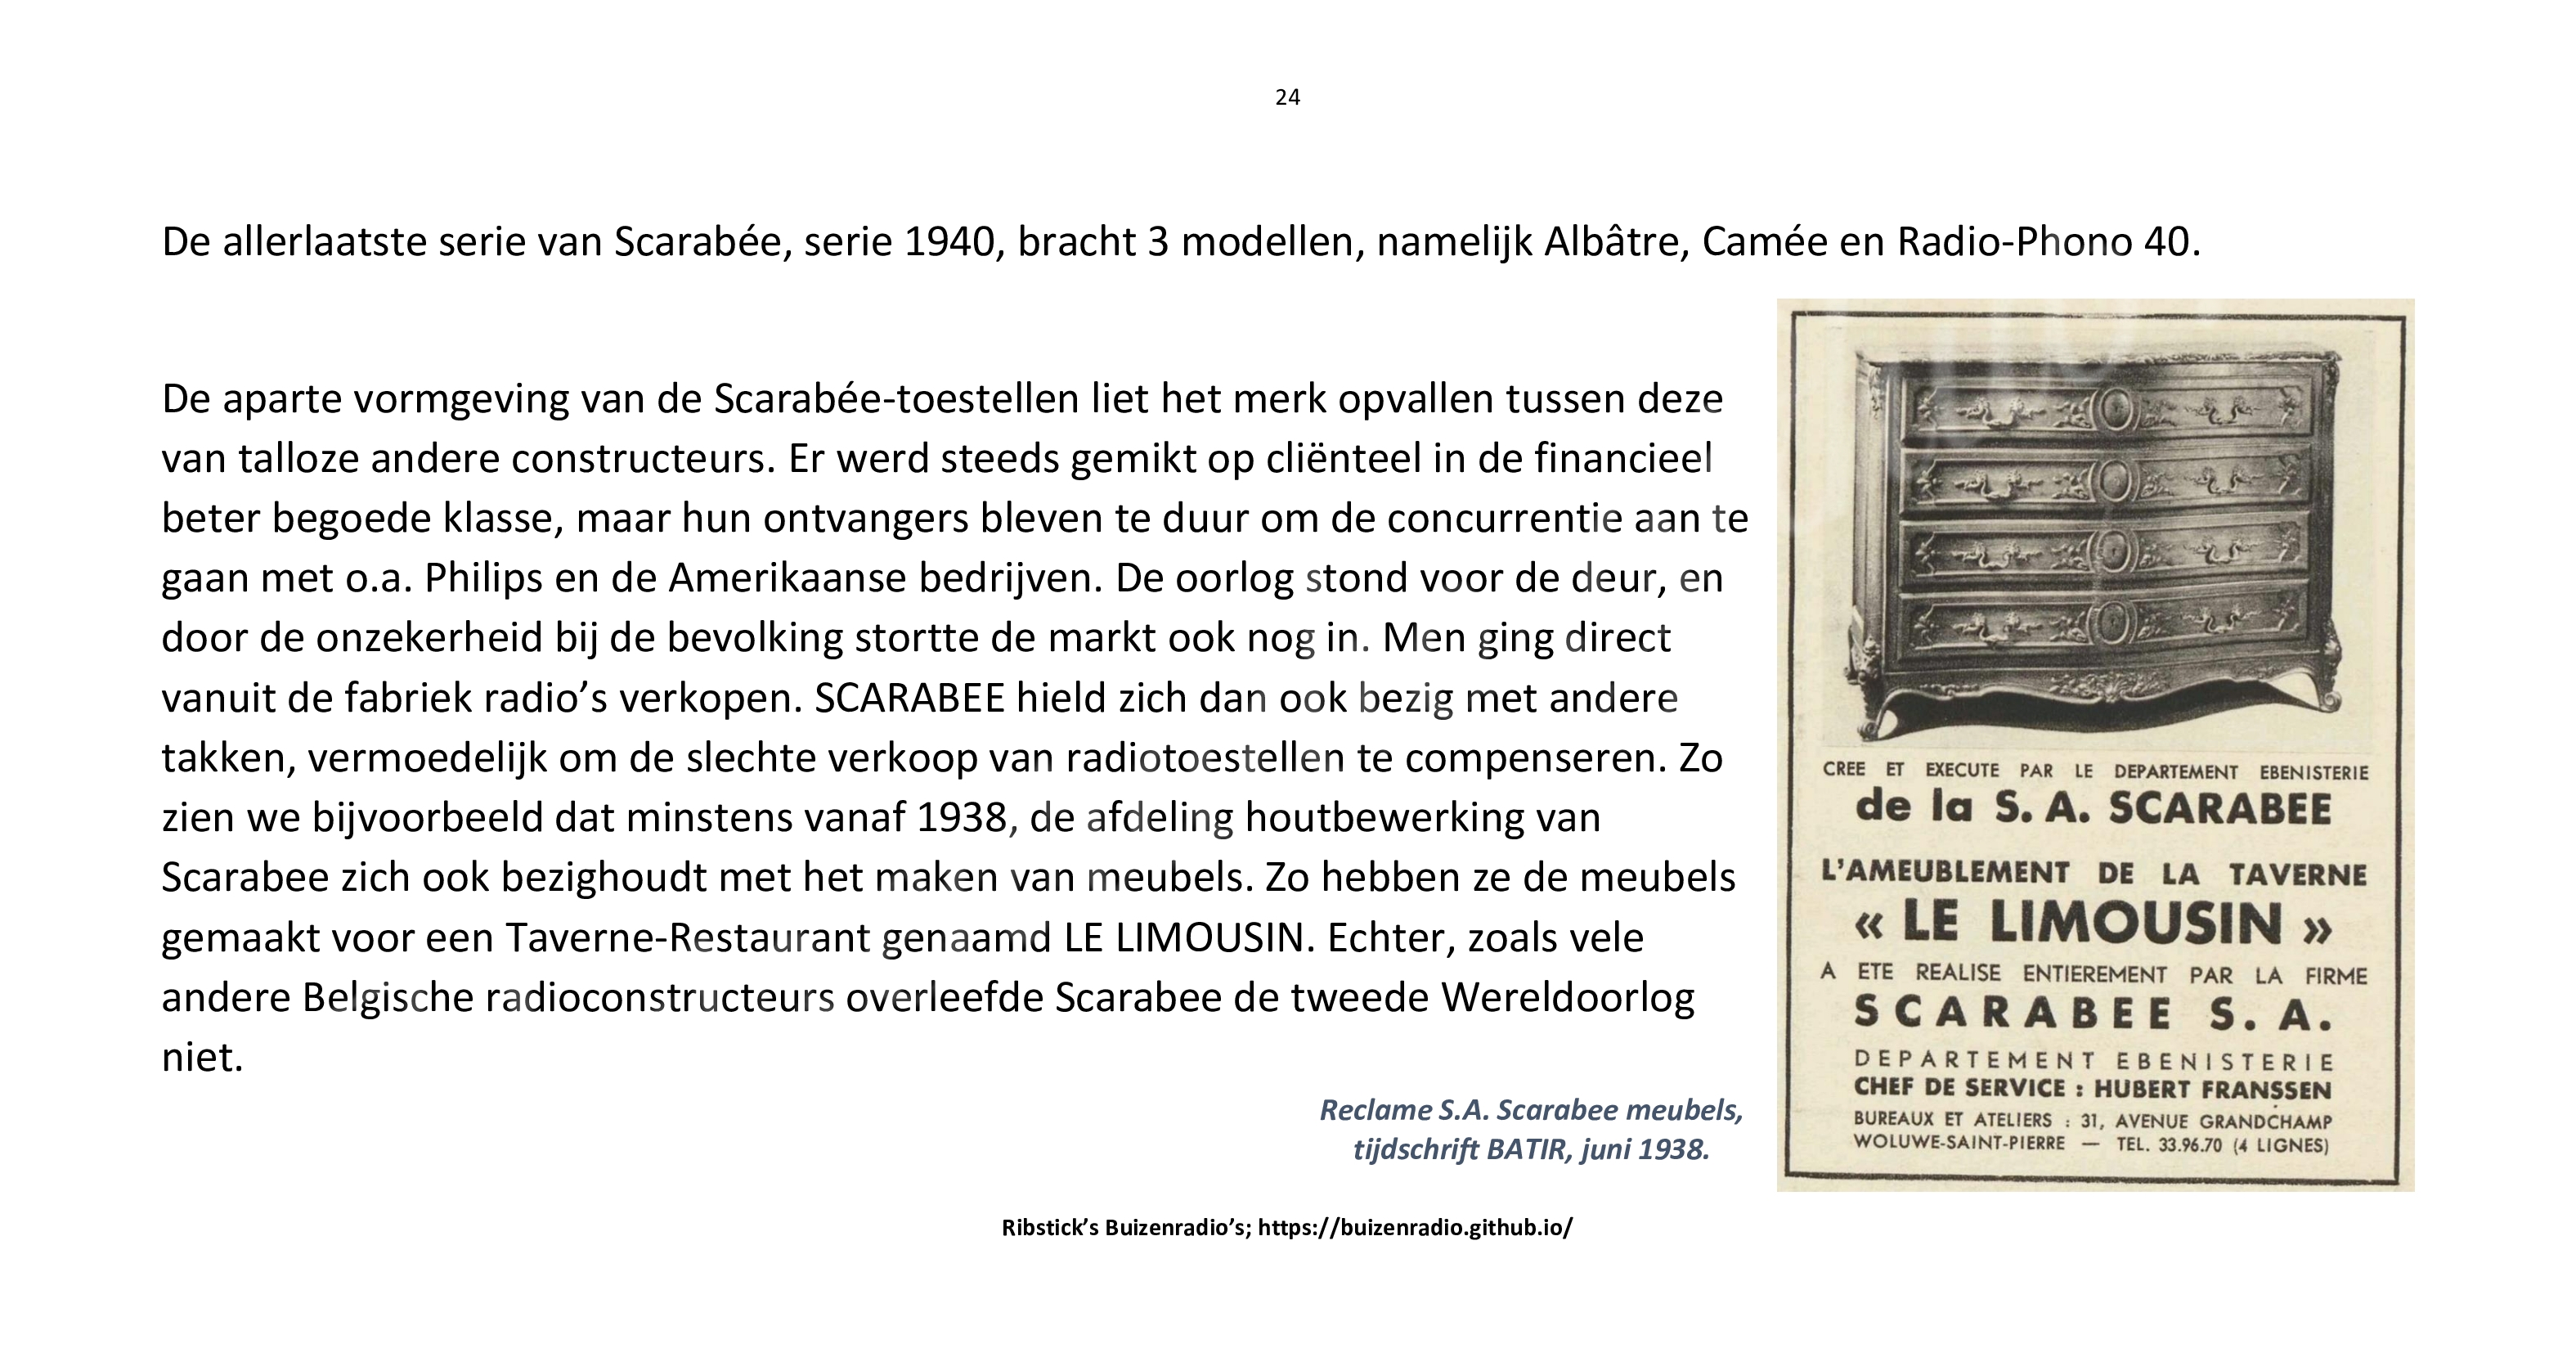 24
De allerlaatste serie van Scarabée, serie 1940, bracht 3 modellen, namelijk Albâtre, Camée en Radio-Phono 40.
De aparte vormgeving van de Scarabée-toestellen liet het merk opvallen tussen deze
van talloze andere constructeurs. Er werd steeds gemikt op cliënteel in de financieel
beter begoede klasse, maar hun ontvangers bleven te duur om de concurrentie aan te
gaan met o.a. Philips en de Amerikaanse bedrijven. De oorlog stond voor de deur, en
door de onzekerheid bij de bevolking stortte de markt ook nog in. Men ging direct
vanuit de fabriek radio’s verkopen. SCARABEE hield zich dan ook bezig met andere
takken, vermoedelijk om de slechte verkoop van radiotoestellen te compenseren. Zo
zien we bijvoorbeeld dat minstens vanaf 1938, de afdeling houtbewerking van
Scarabee zich ook bezighoudt met het maken van meubels. Zo hebben ze de meubels
gemaakt voor een Taverne-Restaurant genaamd LE LIMOUSIN. Echter, zoals vele
andere Belgische radioconstructeurs overleefde Scarabee de tweede Wereldoorlog
niet.
CREE ET EXECUTE PAR LE DEPARTEMENT EBENISTERIE
de la S. A. SCARABEE
L'AMEUBLEMENT DE LA TAVERNE
« LE LIMOUSIN »
A ETE REALISE ENTIEREMENT PAR LA FIRME
SCARABEE S. A.
DEPARTEMENT EBENISTERIE
CHEF DE SERVICE : HUBERT FRANSSEN
BUREAUX ET ATELIERS : 31, AVENUE GRANDCHAMP
WOLUWE-SAINT-PIERRE — TEL. 33.96.70 (4 LIGNES)
Reclame S.A. Scarabee meubels,
tijdschrift BATIR, juni 1938.
Ribstick’s Buizenradio’s; https://buizenradio.github.io/